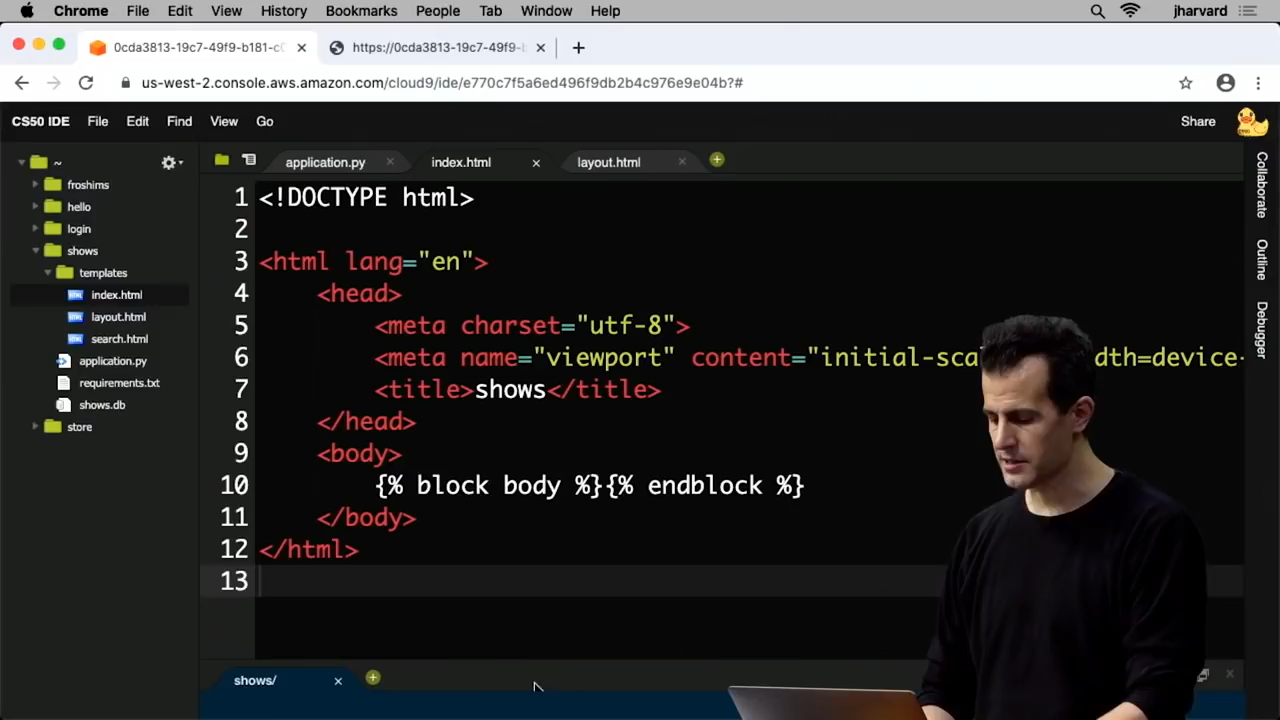 Chrome File Edit View History Bookmarks People Tab Window Help jharvard
0cda3813-19c7-49f9-b181-c https://0cda3813-19c7-49f9-
us-west-2.console.aws.amazon.com/cloud9/ide/e770c7f5a6ed496f9db2b4c976e9e04b?#
CS50 IDE File Edit Find View Go Share
~
froshims
hello
login
shows
templates
index.html
layout.html
search.html
application.py
requirements.txt
shows.db
store
application.py index.html layout.html
1 <!DOCTYPE html>
2
3 <html lang="en">
4 <head>
5 <meta charset="utf-8">
6 <meta name="viewport" content="initial-sca dth=device-
7 <title>shows</title>
8 </head>
9 <body>
10 {% block body %}{% endblock %}
11 </body>
12 </html>
13
shows/
Collaborate
Outline
Debugger